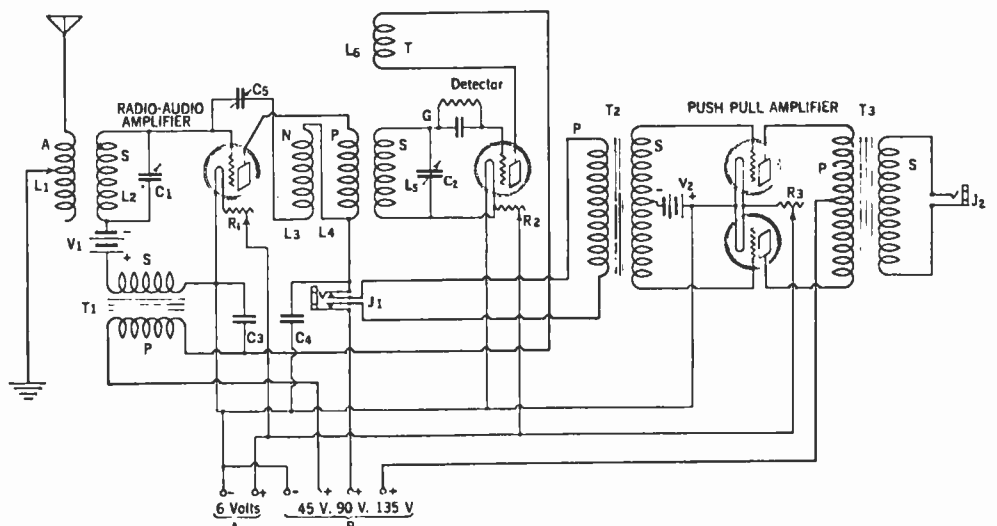 L6
T
Detector
C5
G
RADIO-AUDIO
AMPLIFIER
T2
PUSH PULL AMPLIFIER
T3
A
S
N
P
S
P
S
P
S
L1
L2
C1
L5
C2
V2
- +
R3
J2
R1
R2
V1
-
+
L3
L4
S
T1
J1
P
C3
C4
- + - + + +
6 Volts
45 V. 90 V. 135 V
A
B